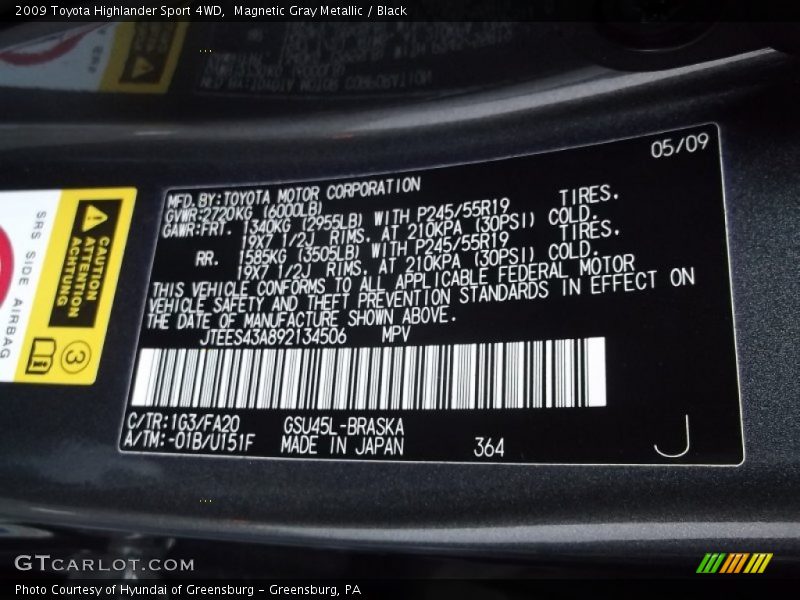 2009 Toyota Highlander Sport 4WD,  Magnetic Gray Metallic / Black
05/09
MFD.BY:TOYOTA MOTOR CORPORATION
GVWR:2720KG (6000LB)
GAWR:FRT. 1340KG (2955LB) WITH P245/55R19 TIRES.
19X7 1/2J RIMS. AT 210KPA (30PSI) COLD.
RR. 1585KG (3505LB) WITH P245/55R19 TIRES.
19X7 1/2J RIMS. AT 210KPA (30PSI) COLD.
THIS VEHICLE CONFORMS TO ALL APPLICABLE FEDERAL MOTOR
VEHICLE SAFETY AND THEFT PREVENTION STANDARDS IN EFFECT ON
THE DATE OF MANUFACTURE SHOWN ABOVE.
JTEES43A892134506 MPV
C/TR:1G3/FA20 GSU45L-BRASKA
A/TM:-01B/U151F MADE IN JAPAN 364 J
CAUTION
ATTENTION
ACHTUNG
SRS SIDE AIRBAG
3
GTCARLOT.COM
Photo Courtesy of Hyundai of Greensburg - Greensburg, PA